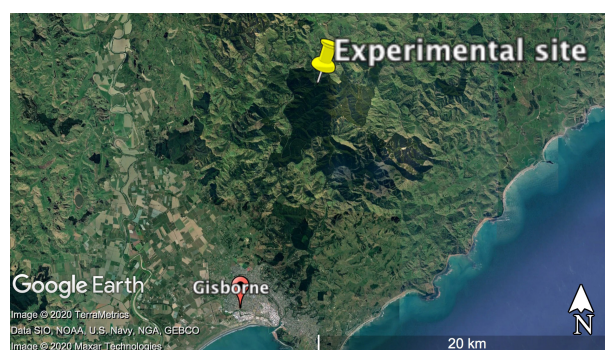 Experimental site
Gisborne
Google Earth
Image © 2020 TerraMetrics
Data SIO, NOAA, U.S. Navy, NGA, GEBCO
Image © 2020 Maxar Technologies
N
20 km